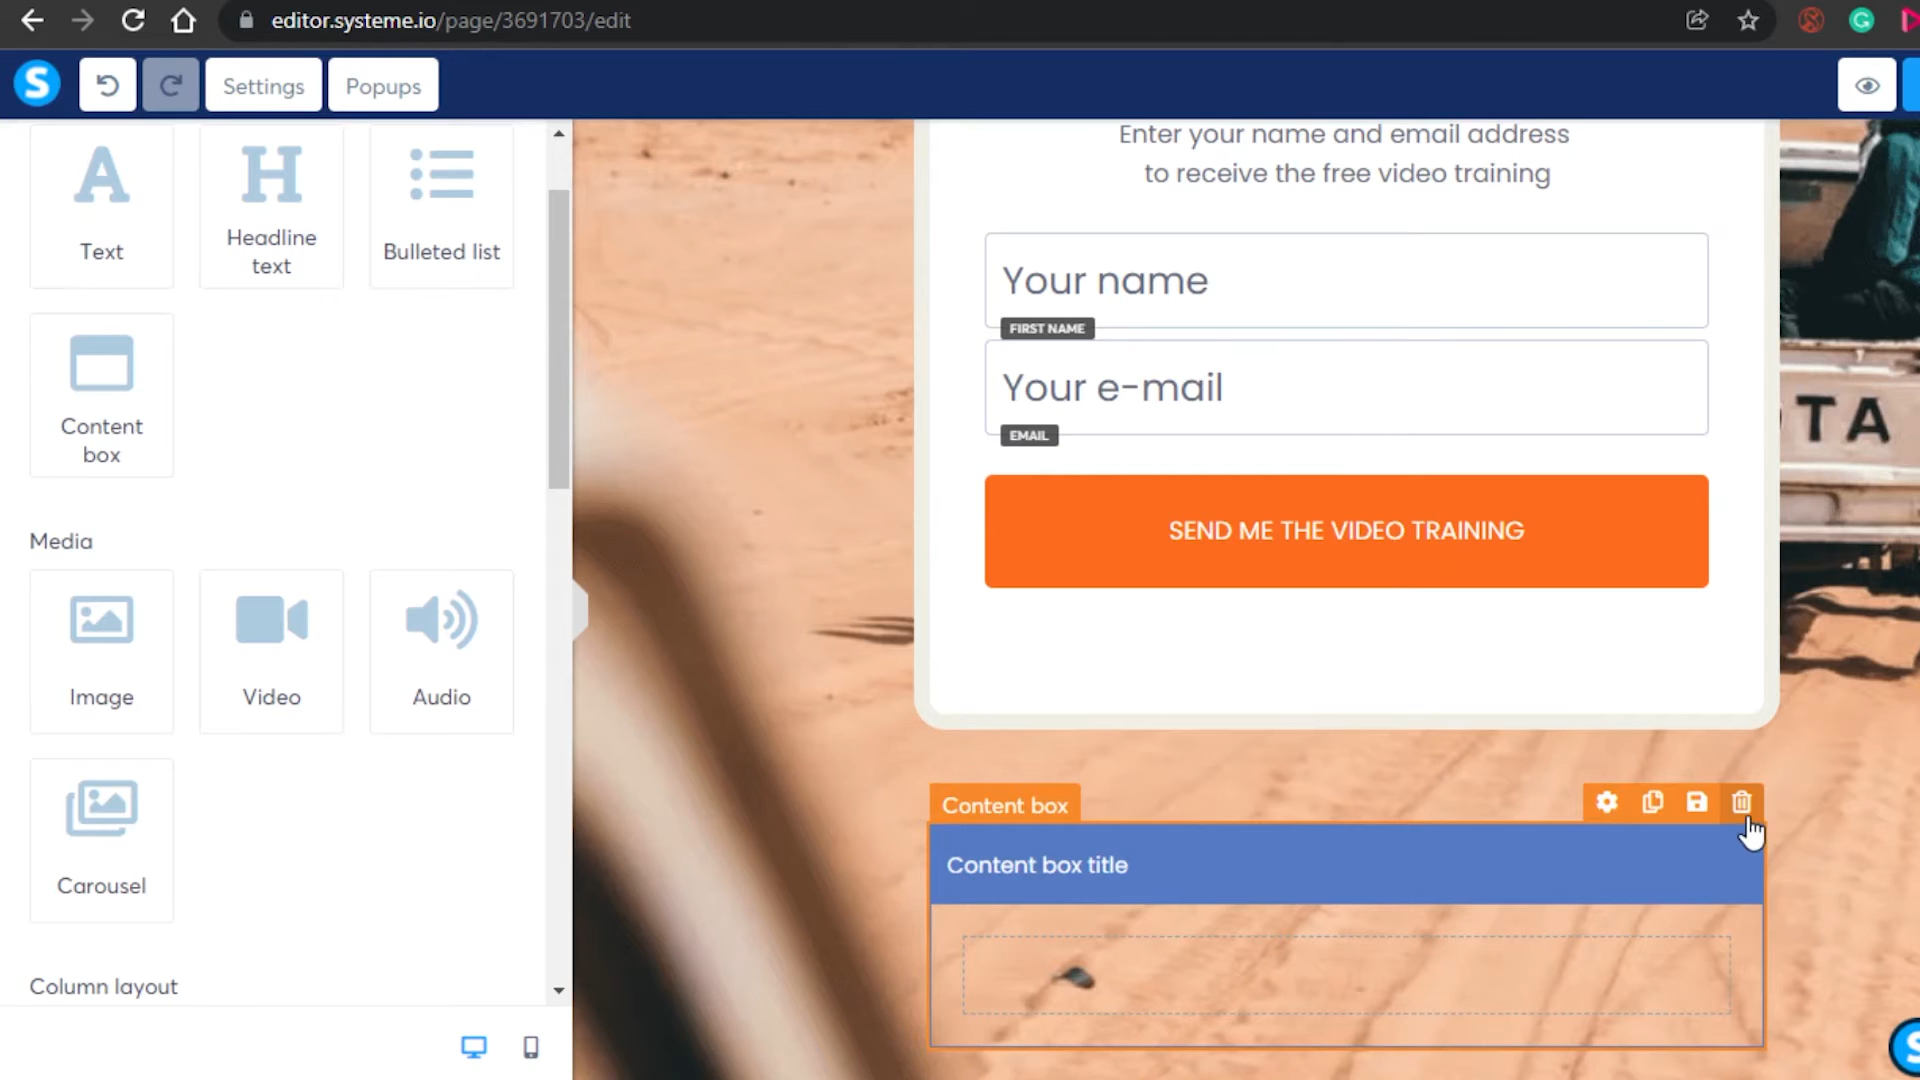 editor.systeme.io/page/3691703/edit
S
Settings
Popups
A
Text
H
Headline
text
Bulleted list
Content
box
Media
Image
Video
Audio
Carousel
Column layout
Enter your name and email address
to receive the free video training
Your name
FIRST NAME
Your e-mail
EMAIL
SEND ME THE VIDEO TRAINING
TA
Content box
Content box title
S